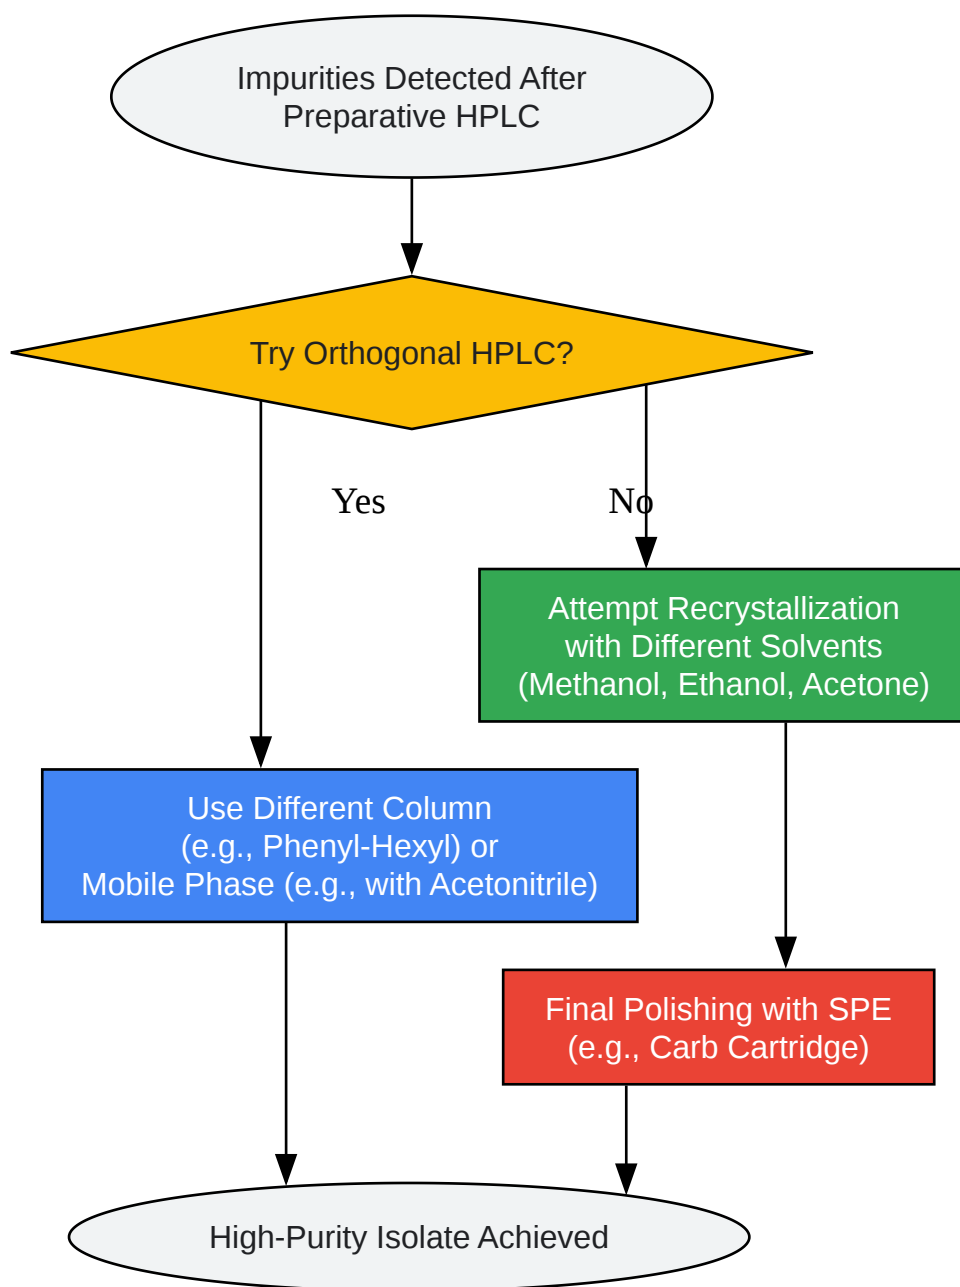 Impurities Detected After
Preparative HPLC
Try Orthogonal HPLC?
Yes
No
Attempt Recrystallization
with Different Solvents
(Methanol, Ethanol, Acetone)
Use Different Column
(e.g., Phenyl-Hexyl) or
Mobile Phase (e.g., with Acetonitrile)
Final Polishing with SPE
(e.g., Carb Cartridge)
High-Purity Isolate Achieved